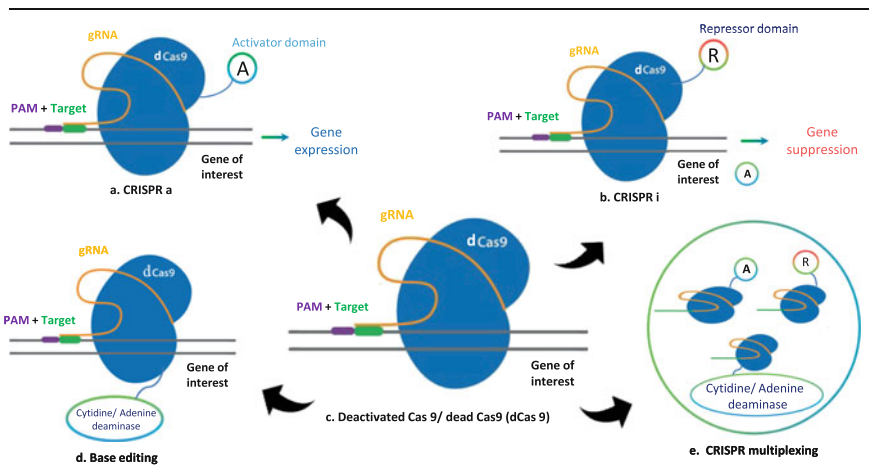 gRNA
dCas9
Activator domain
A
PAM + Target
Gene
expression
Gene of
interest
a. CRISPR a
Repressor domain
gRNA
dCas9
R
PAM + Target
Gene
suppression
Gene of
interest
A
b. CRISPR i
gRNA
dCas9
PAM + Target
Gene of
interest
Cytidine/ Adenine
deaminase
d. Base editing
gRNA
dCas9
PAM + Target
Gene of
interest
c. Deactivated Cas 9/ dead Cas9 (dCas 9)
A
R
Cytidine/ Adenine
deaminase
e. CRISPR multiplexing